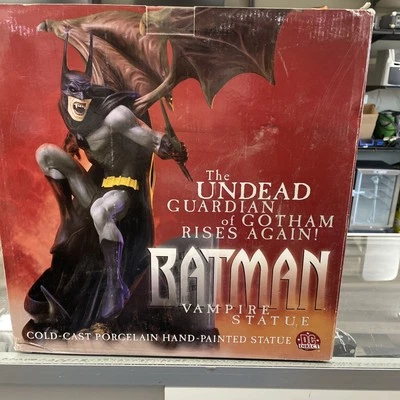 The
UNDEAD
GUARDIAN
of GOTHAM
RISES AGAIN!
BATMAN
VAMPIRE
STATUE
COLD-CAST PORCELAIN HAND-PAINTED STATUE
DC
DIRECT